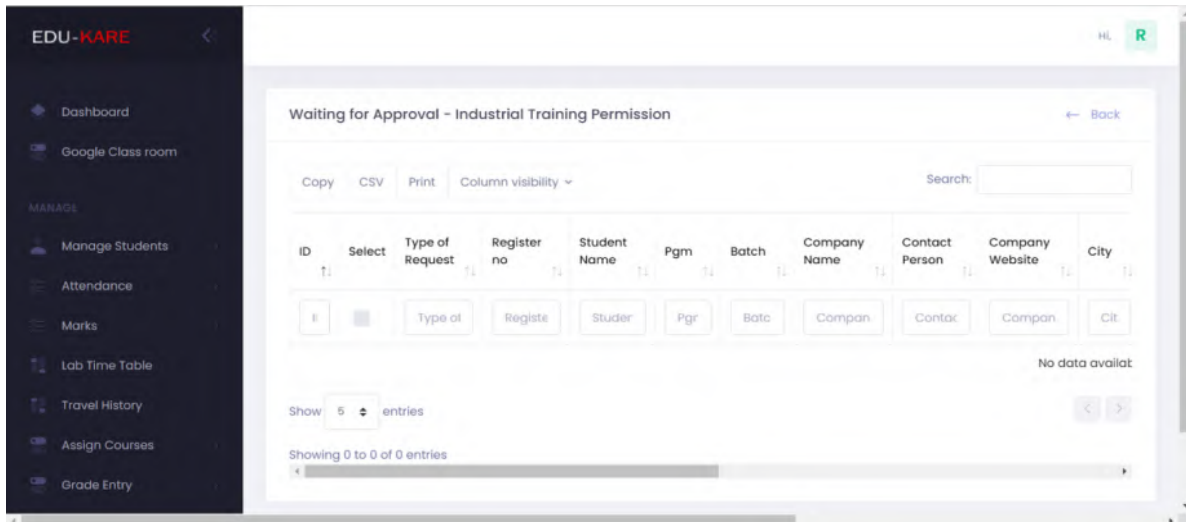 EDU-KARE
Hi, R
Dashboard
Google Class room
MANAGE
Manage Students
Attendance
Marks
Lab Time Table
Travel History
Assign Courses
Grade Entry
Waiting for Approval - Industrial Training Permission
← Back
Copy CSV Print Column visibility
Search:
ID Select Type of Request Register no Student Name Pgm Batch Company Name Contact Person Company Website City
Type of Registe Studer Pgr Batc Compan Contac Compan Cit
No data availab
Show 5 entries
Showing 0 to 0 of 0 entries